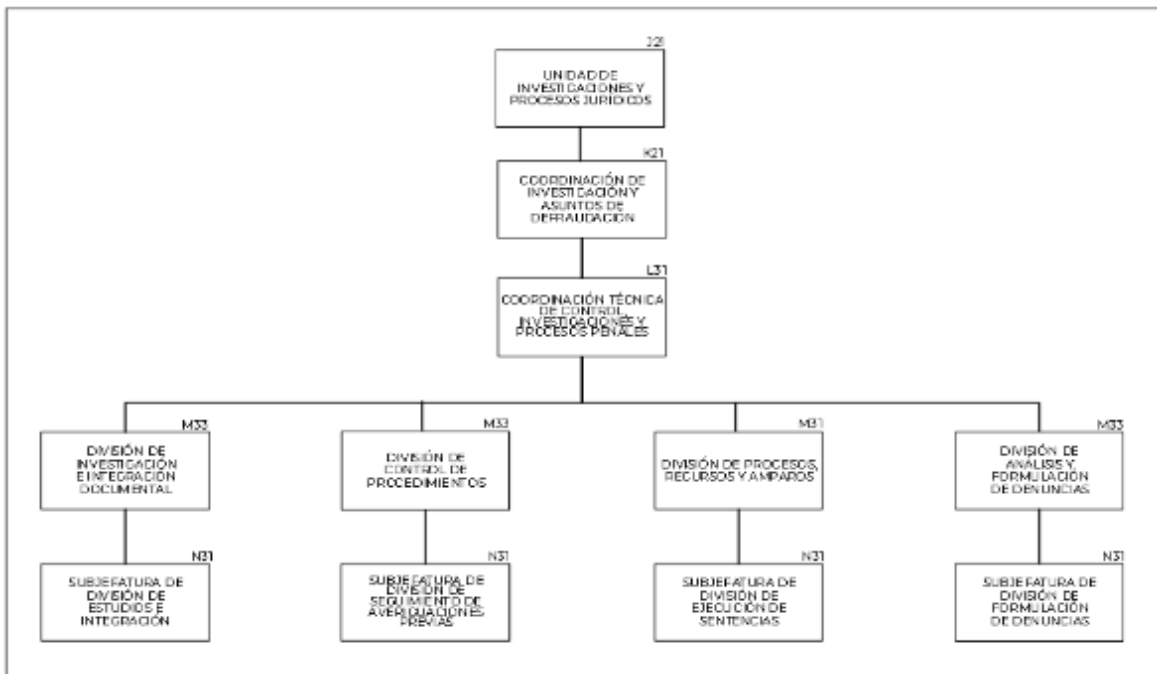 J21
UNIDAD DE
INVESTIGACIONES Y
PROCESOS JURÍDICOS
K21
COORDINACIÓN DE
INVESTIGACIÓN Y
ASUNTOS DE
DEFRAUDACIÓN
L31
COORDINACIÓN TÉCNICA
DE CONTROL,
INVESTIGACIONES Y
PROCESOS PENALES
M33
DIVISIÓN DE
INVESTIGACIÓN
E INTEGRACIÓN
DOCUMENTAL
M33
DIVISIÓN DE
CONTROL DE
PROCEDIMIENTOS
M31
DIVISIÓN DE PROCESOS,
RECURSOS Y AMPAROS
M33
DIVISIÓN DE
ANÁLISIS Y
FORMULACIÓN
DE DENUNCIAS
N31
SUBJEFATURA DE
DIVISIÓN DE
ESTUDIOS E
INTEGRACIÓN
N31
SUBJEFATURA DE
DIVISIÓN DE
SEGUIMIENTO DE
AVERIGUACIONES
PREVIAS
N31
SUBJEFATURA DE
DIVISIÓN DE
EJECUCIÓN DE
SENTENCIAS
N31
SUBJEFATURA DE
DIVISIÓN DE
FORMULACIÓN
DE DENUNCIAS